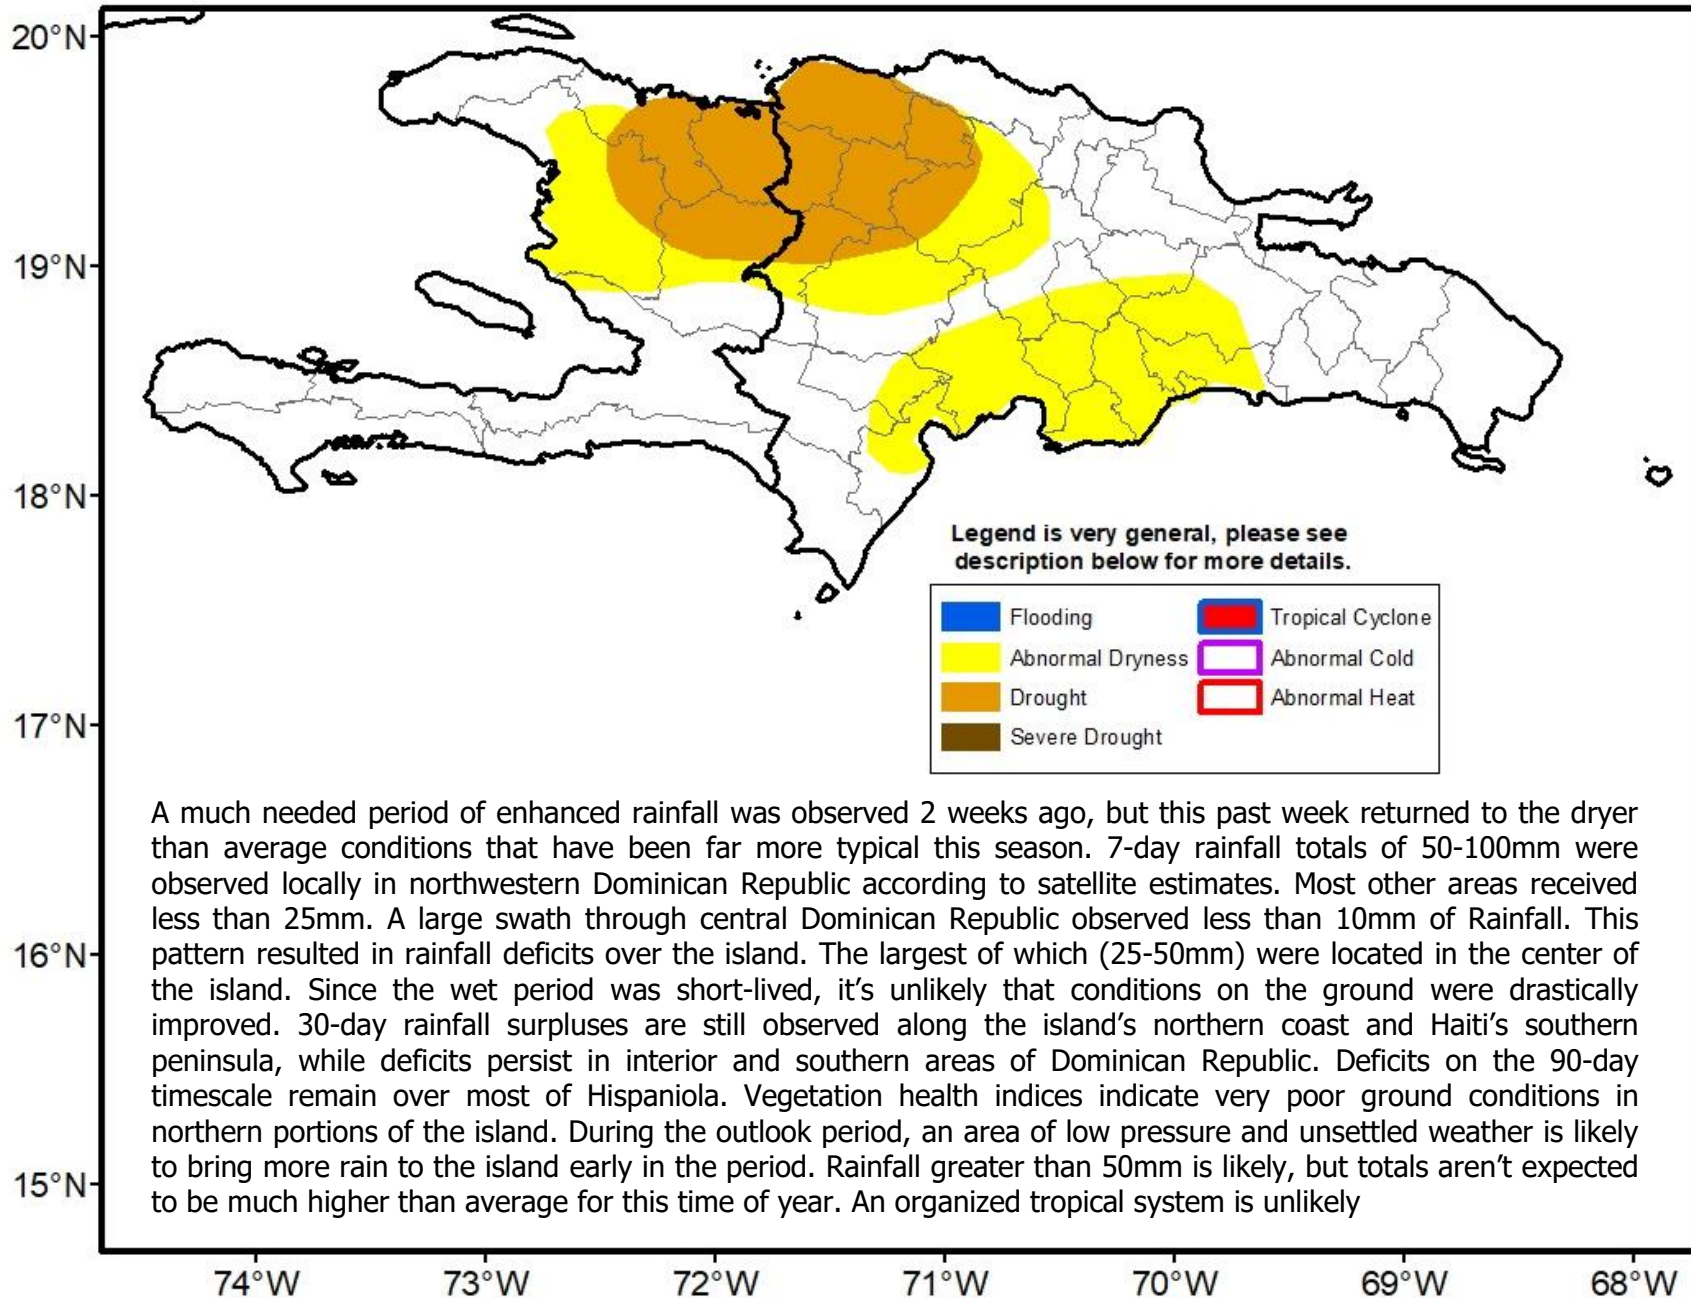 20°N
19°N
18°N
17°N
16°N
15°N
Legend is very general, please see
description below for more details.
Flooding
Tropical Cyclone
Abnormal Dryness
Abnormal Cold
Drought
Abnormal Heat
Severe Drought
A much needed period of enhanced rainfall was observed 2 weeks ago, but this past week returned to the dryer
than average conditions that have been far more typical this season. 7-day rainfall totals of 50-100mm were
observed locally in northwestern Dominican Republic according to satellite estimates. Most other areas received
less than 25mm. A large swath through central Dominican Republic observed less than 10mm of Rainfall. This
pattern resulted in rainfall deficits over the island. The largest of which (25-50mm) were located in the center of
the island. Since the wet period was short-lived, it's unlikely that conditions on the ground were drastically
improved. 30-day rainfall surpluses are still observed along the island's northern coast and Haiti's southern
peninsula, while deficits persist in interior and southern areas of Dominican Republic. Deficits on the 90-day
timescale remain over most of Hispaniola. Vegetation health indices indicate very poor ground conditions in
northern portions of the island. During the outlook period, an area of low pressure and unsettled weather is likely
to bring more rain to the island early in the period. Rainfall greater than 50mm is likely, but totals aren't expected
to be much higher than average for this time of year. An organized tropical system is unlikely
74°W
73°W
72°W
71°W
70°W
69°W
68°W